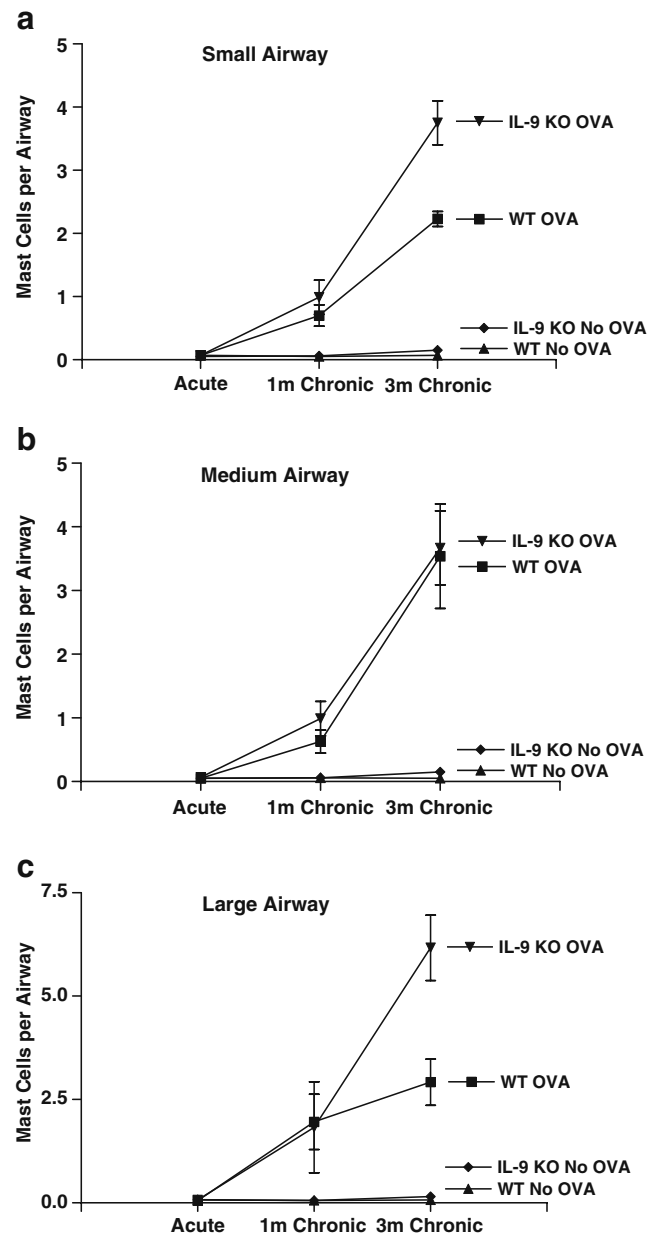 a
Small Airway
Mast Cells per Airway
5
4
3
2
1
0
IL-9 KO OVA
WT OVA
IL-9 KO No OVA
WT No OVA
Acute
1m Chronic
3m Chronic
b
Medium Airway
Mast Cells per Airway
5
4
3
2
1
0
IL-9 KO OVA
WT OVA
IL-9 KO No OVA
WT No OVA
Acute
1m Chronic
3m Chronic
c
Large Airway
Mast Cells per Airway
7.5
5.0
2.5
0.0
IL-9 KO OVA
WT OVA
IL-9 KO No OVA
WT No OVA
Acute
1m Chronic
3m Chronic